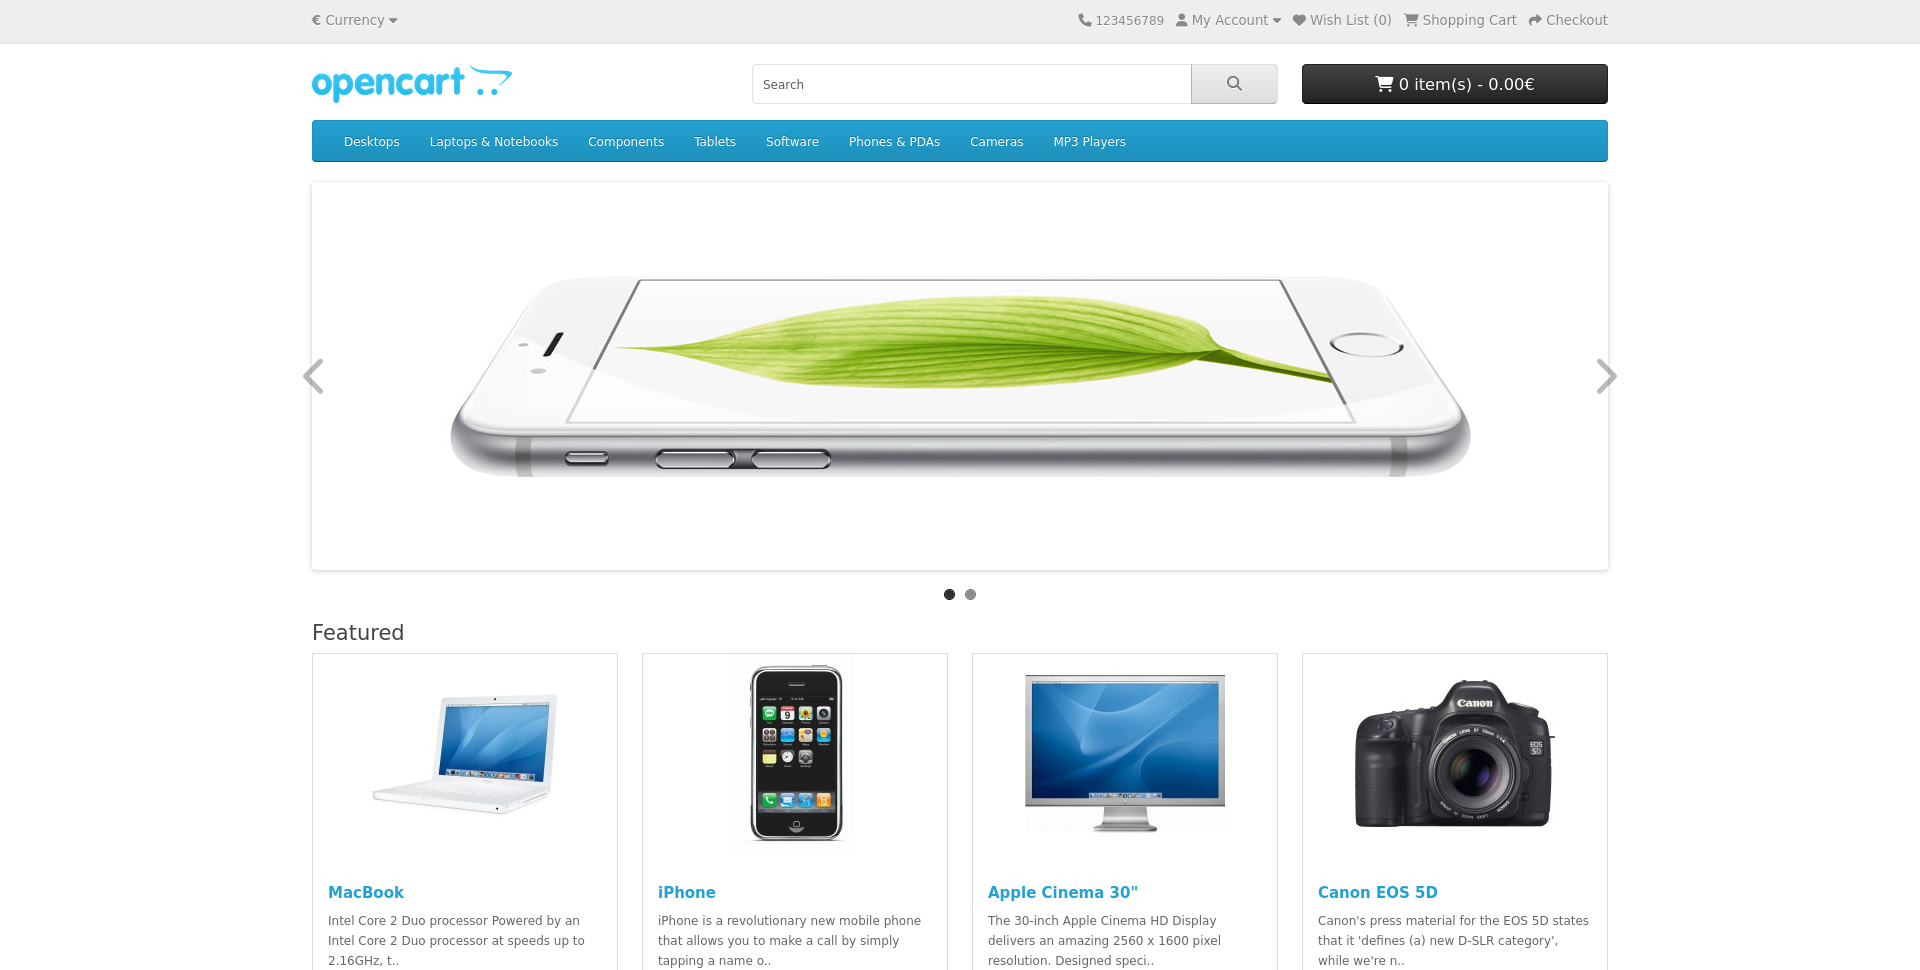 € Currency
123456789 My Account Wish List (0) Shopping Cart Checkout
opencart
Search
0 item(s) - 0.00€
Desktops Laptops & Notebooks Components Tablets Software Phones & PDAs Cameras MP3 Players
Featured
Canon
EOS
5D
MacBook
Intel Core 2 Duo processor Powered by an
Intel Core 2 Duo processor at speeds up to
2.16GHz, t..
iPhone
iPhone is a revolutionary new mobile phone
that allows you to make a call by simply
tapping a name o..
Apple Cinema 30"
The 30-inch Apple Cinema HD Display
delivers an amazing 2560 x 1600 pixel
resolution. Designed speci..
Canon EOS 5D
Canon's press material for the EOS 5D states
that it 'defines (a) new D-SLR category',
while we're n..